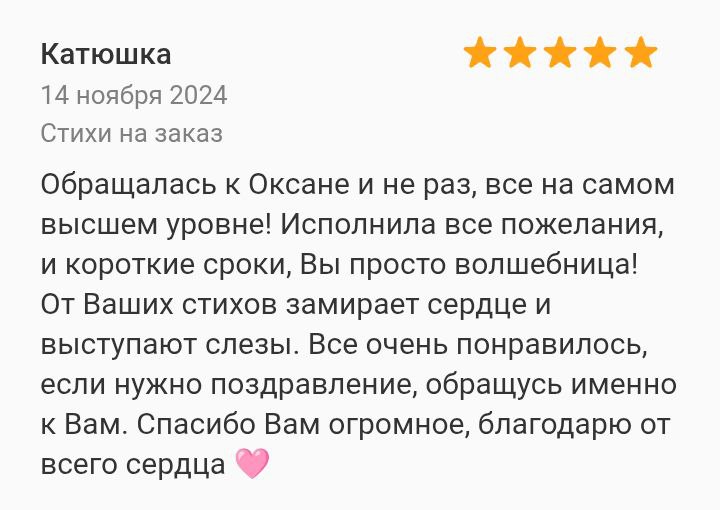 Катюшка
14 ноября 2024
Стихи на заказ
Обращалась к Оксане и не раз, все на самом
высшем уровне! Исполнила все пожелания,
и короткие сроки, Вы просто волшебница!
От Ваших стихов замирает сердце и
выступают слезы. Все очень понравилось,
если нужно поздравление, обращусь именно
к Вам. Спасибо Вам огромное, благодарю от
всего сердца 🩷